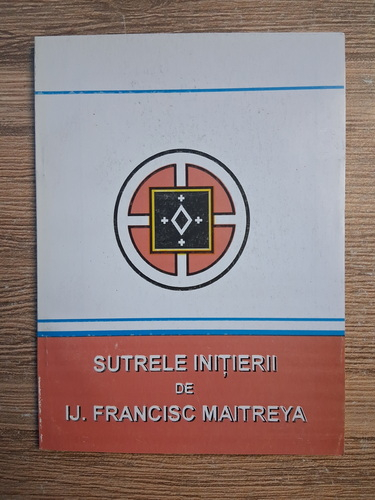 SUTRELE INIȚIERII
DE
IJ. FRANCISC MAITREYA